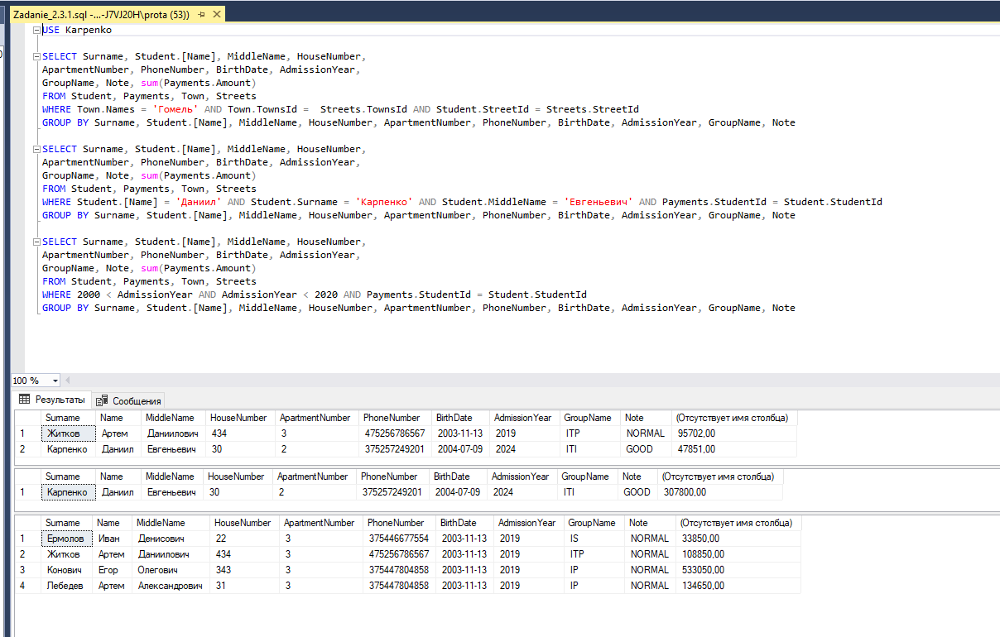 Zadanie_2.3.1.sql -...-J7VJ20H\prota (53))
USE Karpenko
SELECT Surname, Student.[Name], MiddleName, HouseNumber,
ApartmentNumber, PhoneNumber, BirthDate, AdmissionYear,
GroupName, Note, sum(Payments.Amount)
FROM Student, Payments, Town, Streets
WHERE Town.Names = 'Гомель' AND Town.TownsId =  Streets.TownsId AND Student.StreetId = Streets.StreetId
GROUP BY Surname, Student.[Name], MiddleName, HouseNumber, ApartmentNumber, PhoneNumber, BirthDate, AdmissionYear, GroupName, Note
SELECT Surname, Student.[Name], MiddleName, HouseNumber,
ApartmentNumber, PhoneNumber, BirthDate, AdmissionYear,
GroupName, Note, sum(Payments.Amount)
FROM Student, Payments, Town, Streets
WHERE Student.[Name] = 'Даниил' AND Student.Surname = 'Карпенко' AND Student.MiddleName = 'Евгеньевич' AND Payments.StudentId = Student.StudentId
GROUP BY Surname, Student.[Name], MiddleName, HouseNumber, ApartmentNumber, PhoneNumber, BirthDate, AdmissionYear, GroupName, Note
SELECT Surname, Student.[Name], MiddleName, HouseNumber,
ApartmentNumber, PhoneNumber, BirthDate, AdmissionYear,
GroupName, Note, sum(Payments.Amount)
FROM Student, Payments, Town, Streets
WHERE 2000 < AdmissionYear AND AdmissionYear < 2020 AND Payments.StudentId = Student.StudentId
GROUP BY Surname, Student.[Name], MiddleName, HouseNumber, ApartmentNumber, PhoneNumber, BirthDate, AdmissionYear, GroupName, Note
100 %
Результаты Сообщения
Surname Name MiddleName HouseNumber ApartmentNumber PhoneNumber BirthDate AdmissionYear GroupName Note (Отсутствует имя столбца)
1 Житков Артем Даниилович 434 3 475256786567 2003-11-13 2019 ITP NORMAL 95702,00
2 Карпенко Даниил Евгеньевич 30 2 375257249201 2004-07-09 2024 ITI GOOD 47851,00
Surname Name MiddleName HouseNumber ApartmentNumber PhoneNumber BirthDate AdmissionYear GroupName Note (Отсутствует имя столбца)
1 Карпенко Даниил Евгеньевич 30 2 375257249201 2004-07-09 2024 ITI GOOD 307800,00
Surname Name MiddleName HouseNumber ApartmentNumber PhoneNumber BirthDate AdmissionYear GroupName Note (Отсутствует имя столбца)
1 Ермолов Иван Денисович 22 3 375446677554 2003-11-13 2019 IS NORMAL 33850,00
2 Житков Артем Даниилович 434 3 475256786567 2003-11-13 2019 ITP NORMAL 108850,00
3 Конович Егор Олегович 343 3 375447804858 2003-11-13 2019 IP NORMAL 533050,00
4 Лебедев Артем Александрович 31 3 375447804858 2003-11-13 2019 IP NORMAL 134650,00